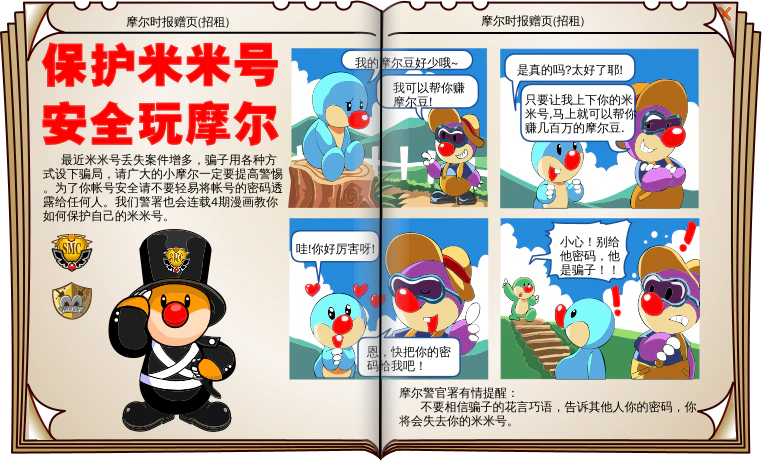 摩尔时报赠页(招租)
保护米米号
安全玩摩尔
最近米米号丢失案件增多，骗子用各种方
式设下骗局，请广大的小摩尔一定要提高警惕
。为了你帐号安全请不要轻易将帐号的密码透
露给任何人。我们警署也会连载4期漫画教你
如何保护自己的米米号。
SMC
摩尔时报赠页(招租)
我的摩尔豆好少哦~
我可以帮你赚
摩尔豆!
是真的吗?太好了耶!
只要让我上下你的米
米号,马上就可以帮你
赚几百万的摩尔豆.
哇!你好厉害呀!
恩，快把你的密
码给我吧！
小心！别给
他密码，他
是骗子！！
!
!
摩尔警官署有情提醒：
不要相信骗子的花言巧语，告诉其他人你的密码，你
将会失去你的米米号。